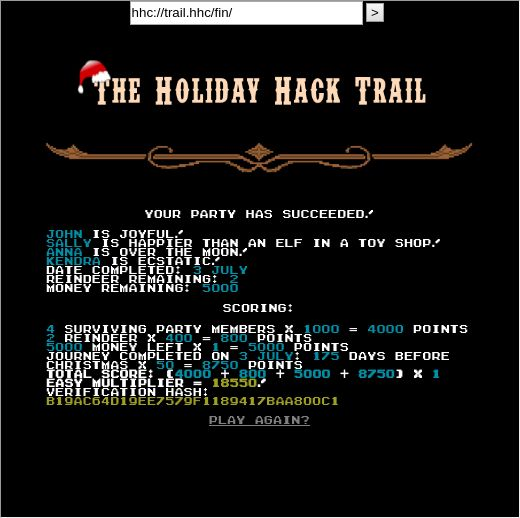 hhc://trail.hhc/fin/
>
The Holiday Hack Trail
YOUR PARTY HAS SUCCEEDED!
JOHN IS JOYFUL!
SALLY IS HAPPIER THAN AN ELF IN A TOY SHOP!
ANNA IS OVER THE MOON!
KENDRA IS ECSTATIC!
DATE COMPLETED: 3 JULY
REINDEER REMAINING: 2
MONEY REMAINING: 5000
SCORING:
4 SURVIVING PARTY MEMBERS X 1000 = 4000 POINTS
2 REINDEER X 400 = 800 POINTS
5000 MONEY LEFT X 1 = 5000 POINTS
JOURNEY COMPLETED ON 3 JULY: 175 DAYS BEFORE
CHRISTMAS X 50 = 8750 POINTS
TOTAL SCORE: (4000 + 800 + 5000 + 8750) X 1
EASY MULTIPLIER = 18550!
VERIFICATION HASH:
B19AC64D19EE7579F1189417BAA800C1
PLAY AGAIN?